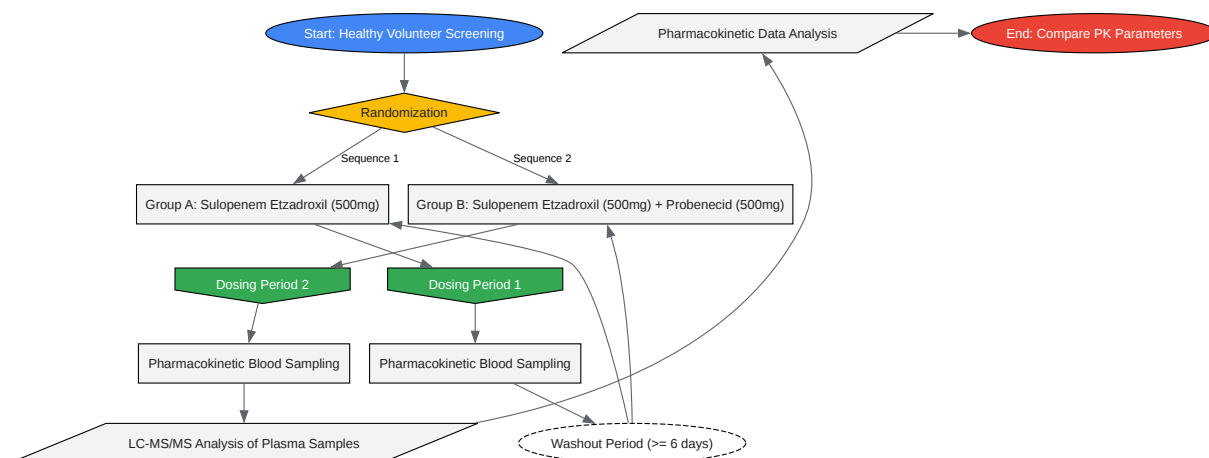 Start: Healthy Volunteer Screening
Pharmacokinetic Data Analysis
End: Compare PK Parameters
Randomization
Sequence 1
Sequence 2
Group A: Sulopenem Etzadroxil (500mg)
Group B: Sulopenem Etzadroxil (500mg) + Probenecid (500mg)
Dosing Period 2
Dosing Period 1
Pharmacokinetic Blood Sampling
Pharmacokinetic Blood Sampling
LC-MS/MS Analysis of Plasma Samples
Washout Period (>= 6 days)